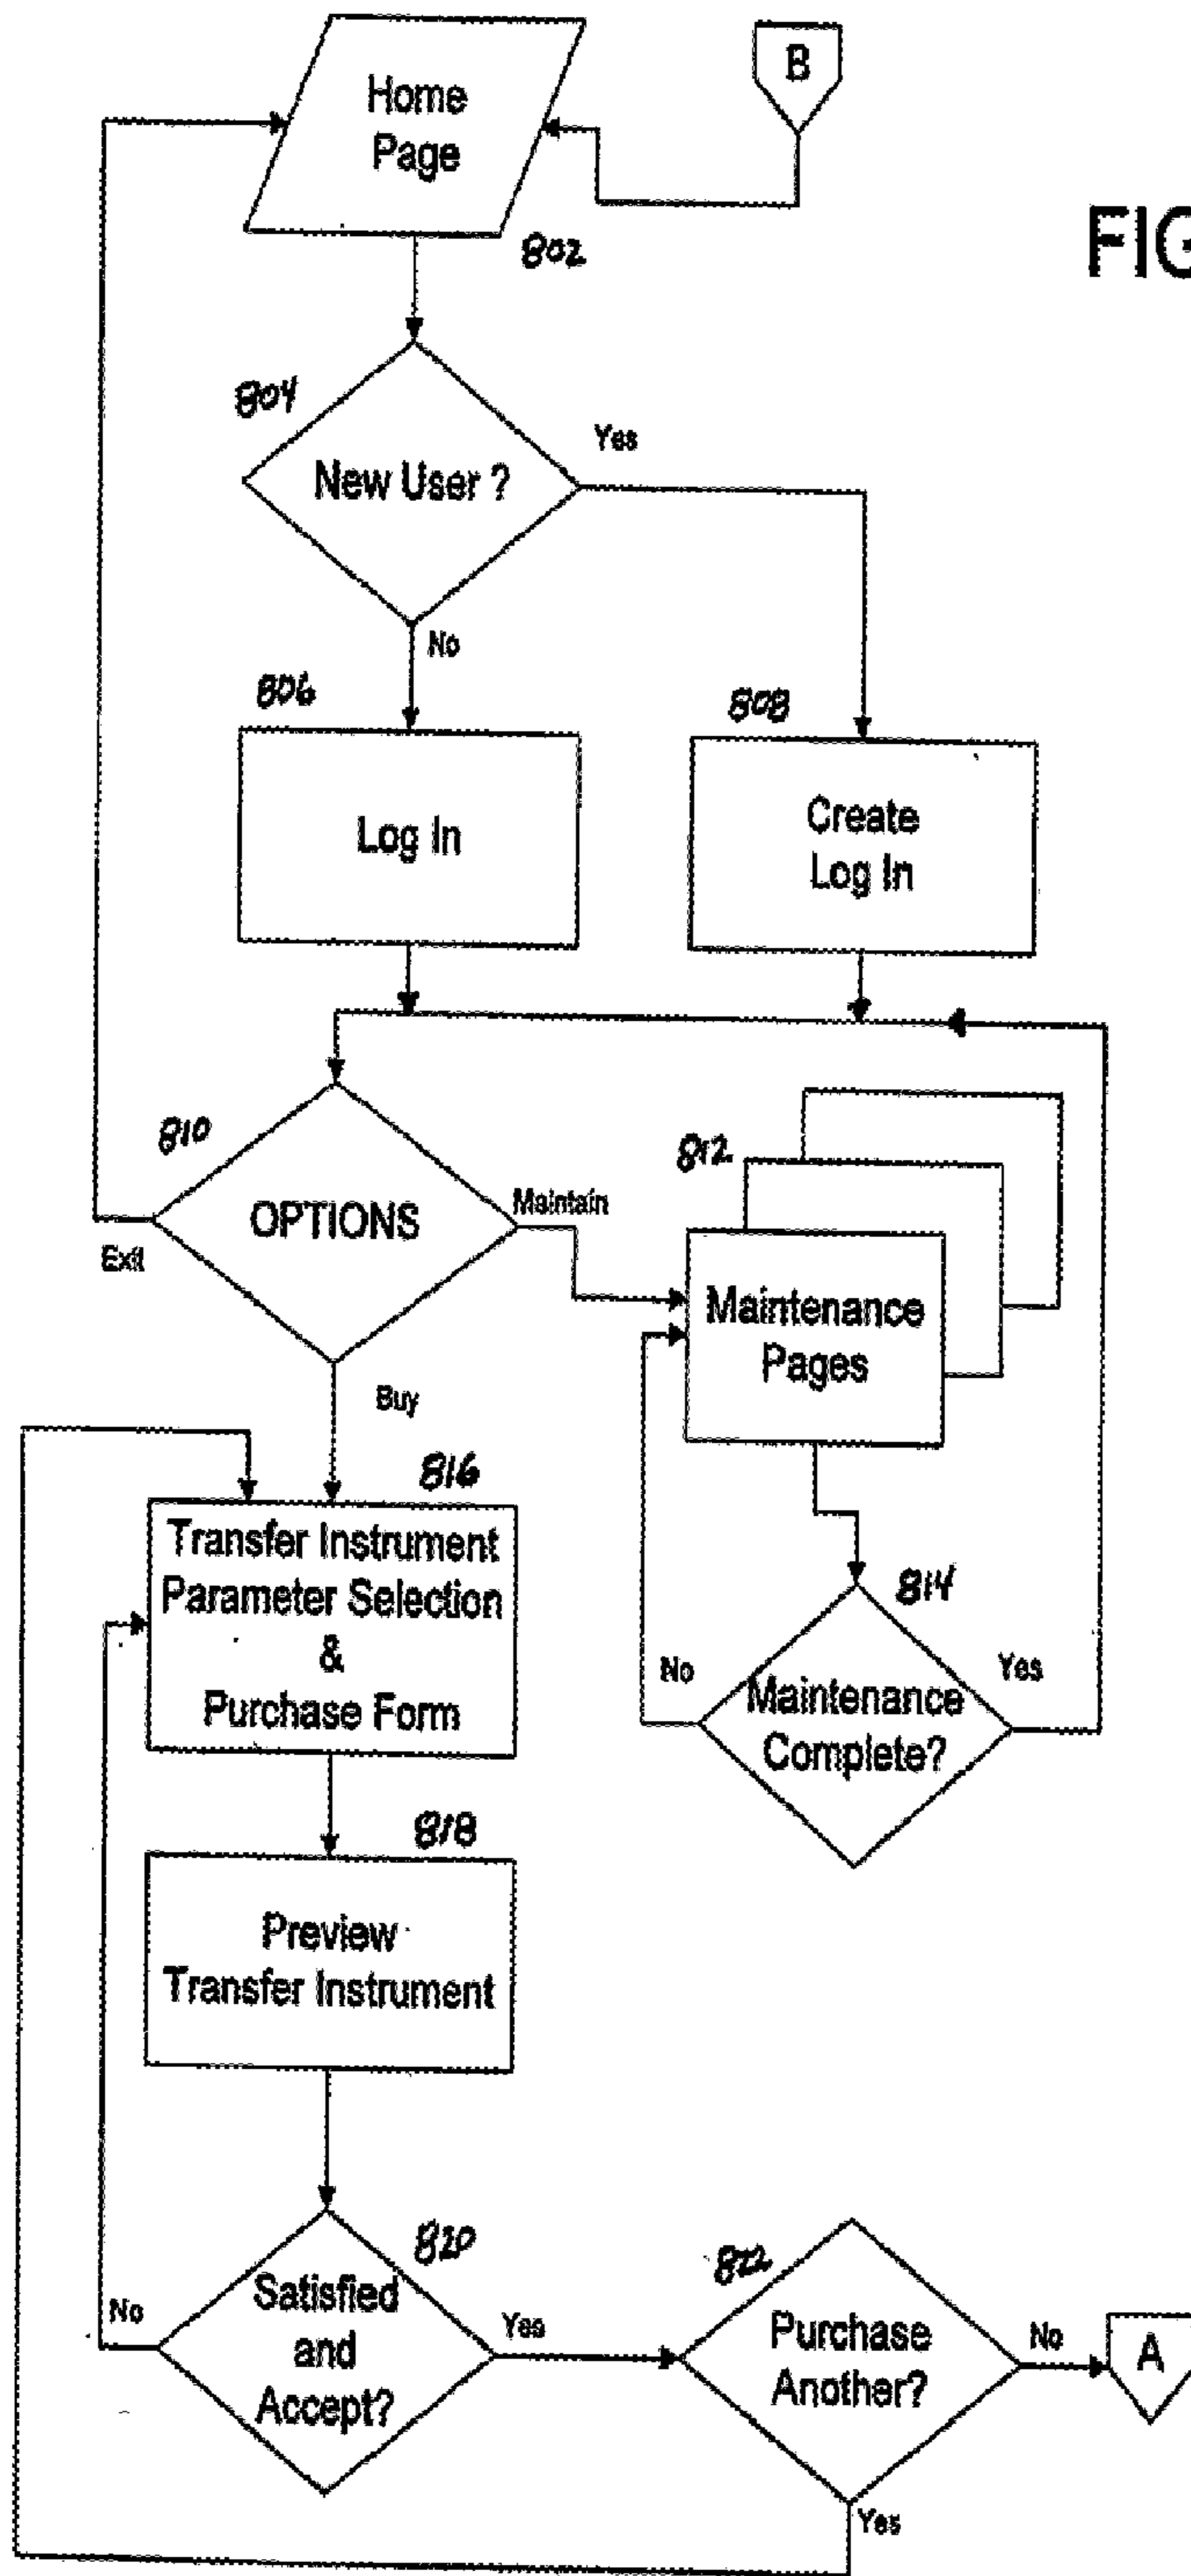 Home
Page
B
802
FIG
804
New User ?
Yes
No
806
808
Log In
Create
Log In
810
812
OPTIONS
Maintain
Exit
Maintenance
Pages
Buy
816
Transfer Instrument
Parameter Selection
&
Purchase Form
814
No
Yes
Maintenance
Complete?
818
Preview
Transfer Instrument
820
822
Satisfied
and
Accept?
No
Yes
Purchase
Another?
No
A
Yes